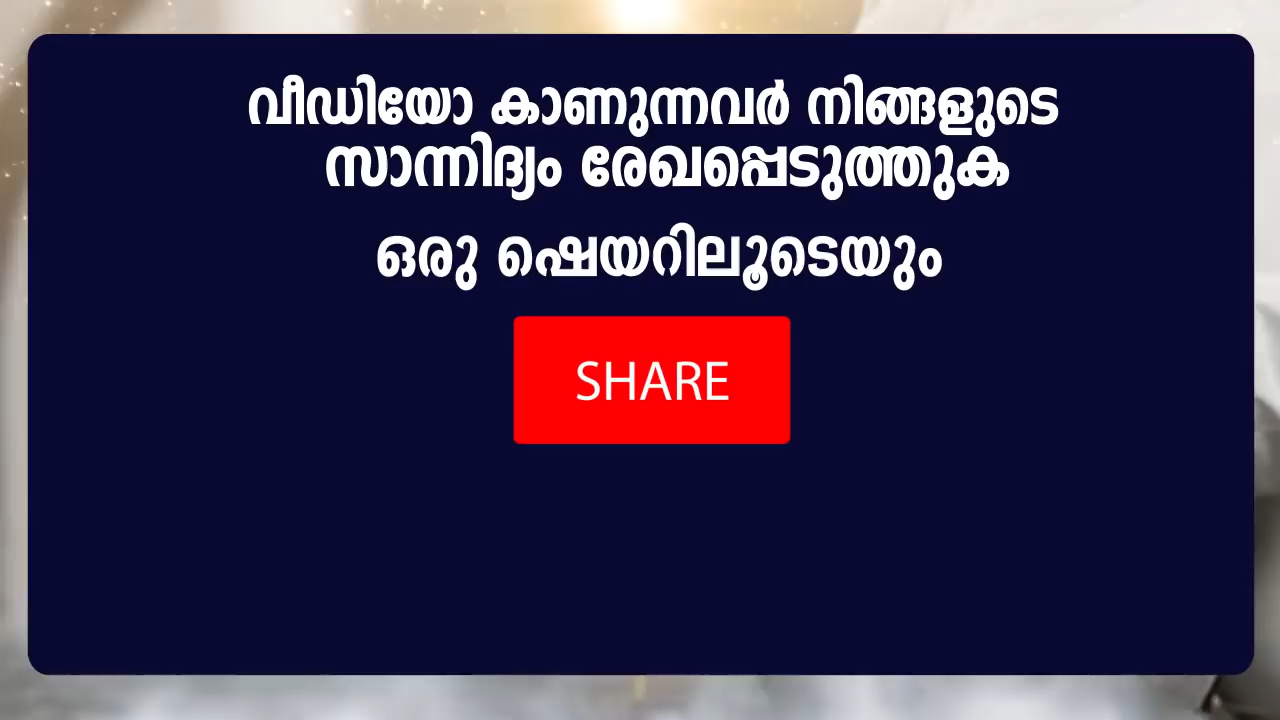 വീഡിയോ കാണുന്നവർ നിങ്ങളുടെ
സാന്നിദ്യം രേഖപ്പെടുത്തുക
ഒരു ഷെയറിലൂടെയും
SHARE